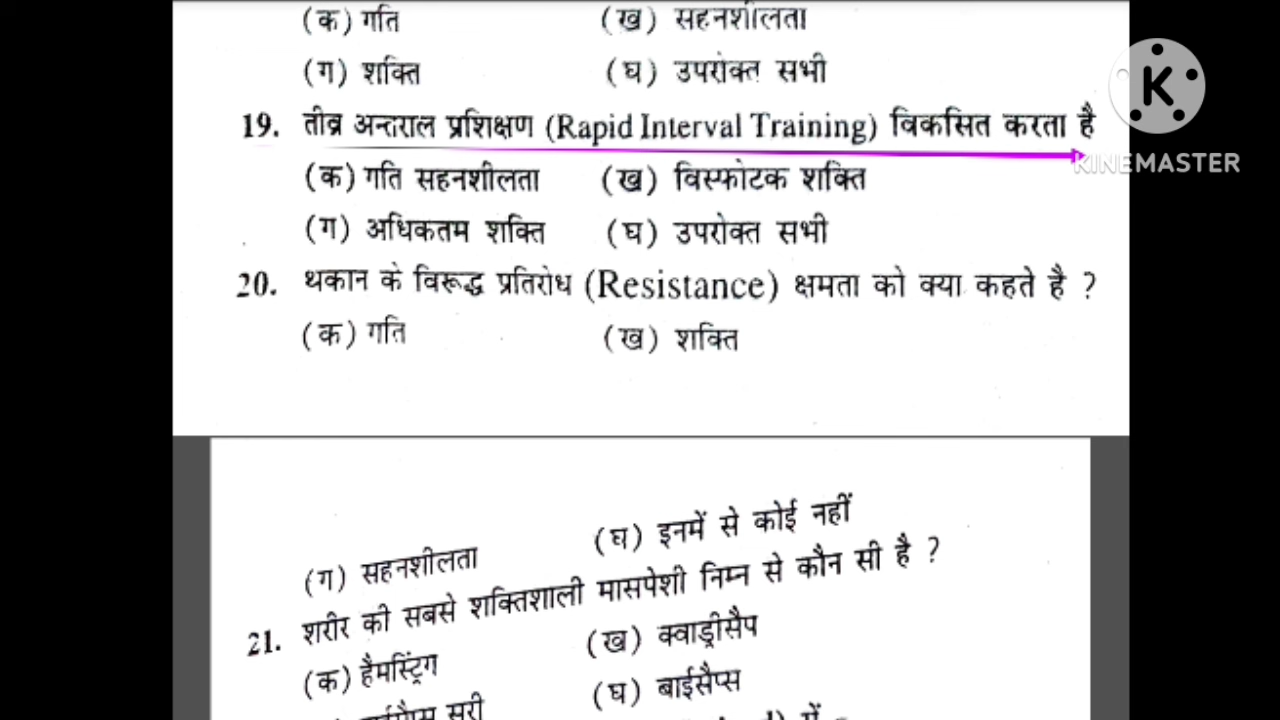 (क) गति (ख) सहनशीलता
(ग) शक्ति (घ) उपरोक्त सभी
19. तीव्र अन्तराल प्रशिक्षण (Rapid Interval Training) विकसित करता है
(क) गति सहनशीलता (ख) विस्फोटक शक्ति
(ग) अधिकतम शक्ति (घ) उपरोक्त सभी
20. थकान के विरूद्ध प्रतिरोध (Resistance) क्षमता को क्या कहते है ?
(क) गति (ख) शक्ति
(ग) सहनशीलता (घ) इनमें से कोई नहीं
21. शरीर की सबसे शक्तिशाली मासपेशी निम्न से कौन सी है ?
(क) हैमस्ट्रिंग (ख) क्वाड्रीसैप
(घ) बाईसैप्स
K
KINEMASTER